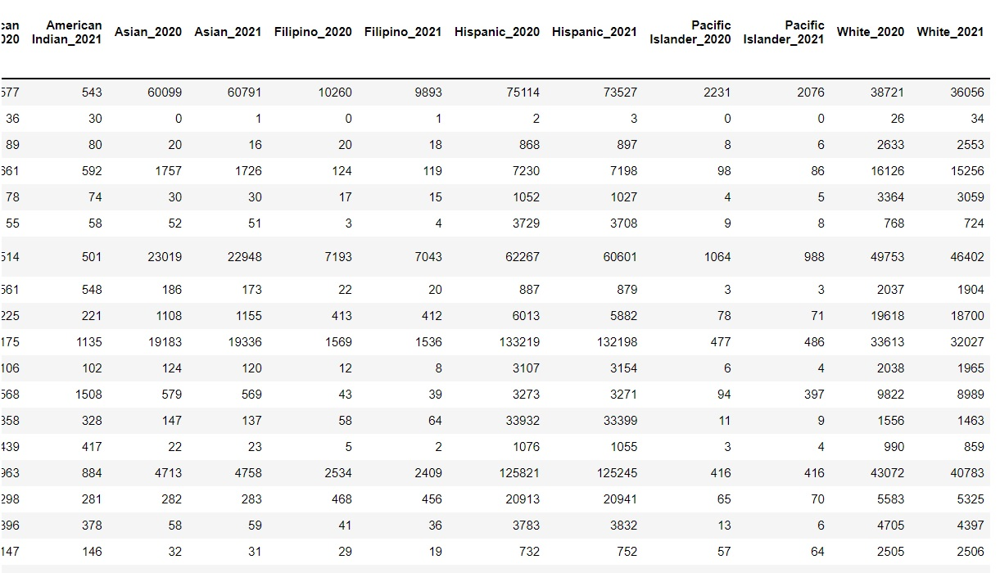 can American Pacific Pacific
Asian_2020 Asian_2021 Filipino_2020 Filipino_2021 Hispanic_2020 Hispanic_2021 White_2020 White_2021
020 Indian_2021 Islander_2020 Islander_2021
577 543 60099 60791 10260 9893 75114 73527 2231 2076 38721 36056
36 30 0 1 0 1 2 3 0 0 26 34
89 80 20 16 20 18 868 897 8 6 2633 2553
661 592 1757 1726 124 119 7230 7198 98 86 16126 15256
78 74 30 30 17 15 1052 1027 4 5 3364 3059
55 58 52 51 3 4 3729 3708 9 8 768 724
514 501 23019 22948 7193 7043 62267 60601 1064 988 49753 46402
561 548 186 173 22 20 887 879 3 3 2037 1904
225 221 1108 1155 413 412 6013 5882 78 71 19618 18700
175 1135 19183 19336 1569 1536 133219 132198 477 486 33613 32027
106 102 124 120 12 8 3107 3154 6 4 2038 1965
568 1508 579 569 43 39 3273 3271 94 397 9822 8989
358 328 147 137 58 64 33932 33399 11 9 1556 1463
439 417 22 23 5 2 1076 1055 3 4 990 859
963 884 4713 4758 2534 2409 125821 125245 416 416 43072 40783
298 281 282 283 468 456 20913 20941 65 70 5583 5325
396 378 58 59 41 36 3783 3832 13 6 4705 4397
147 146 32 31 29 19 732 752 57 64 2505 2506